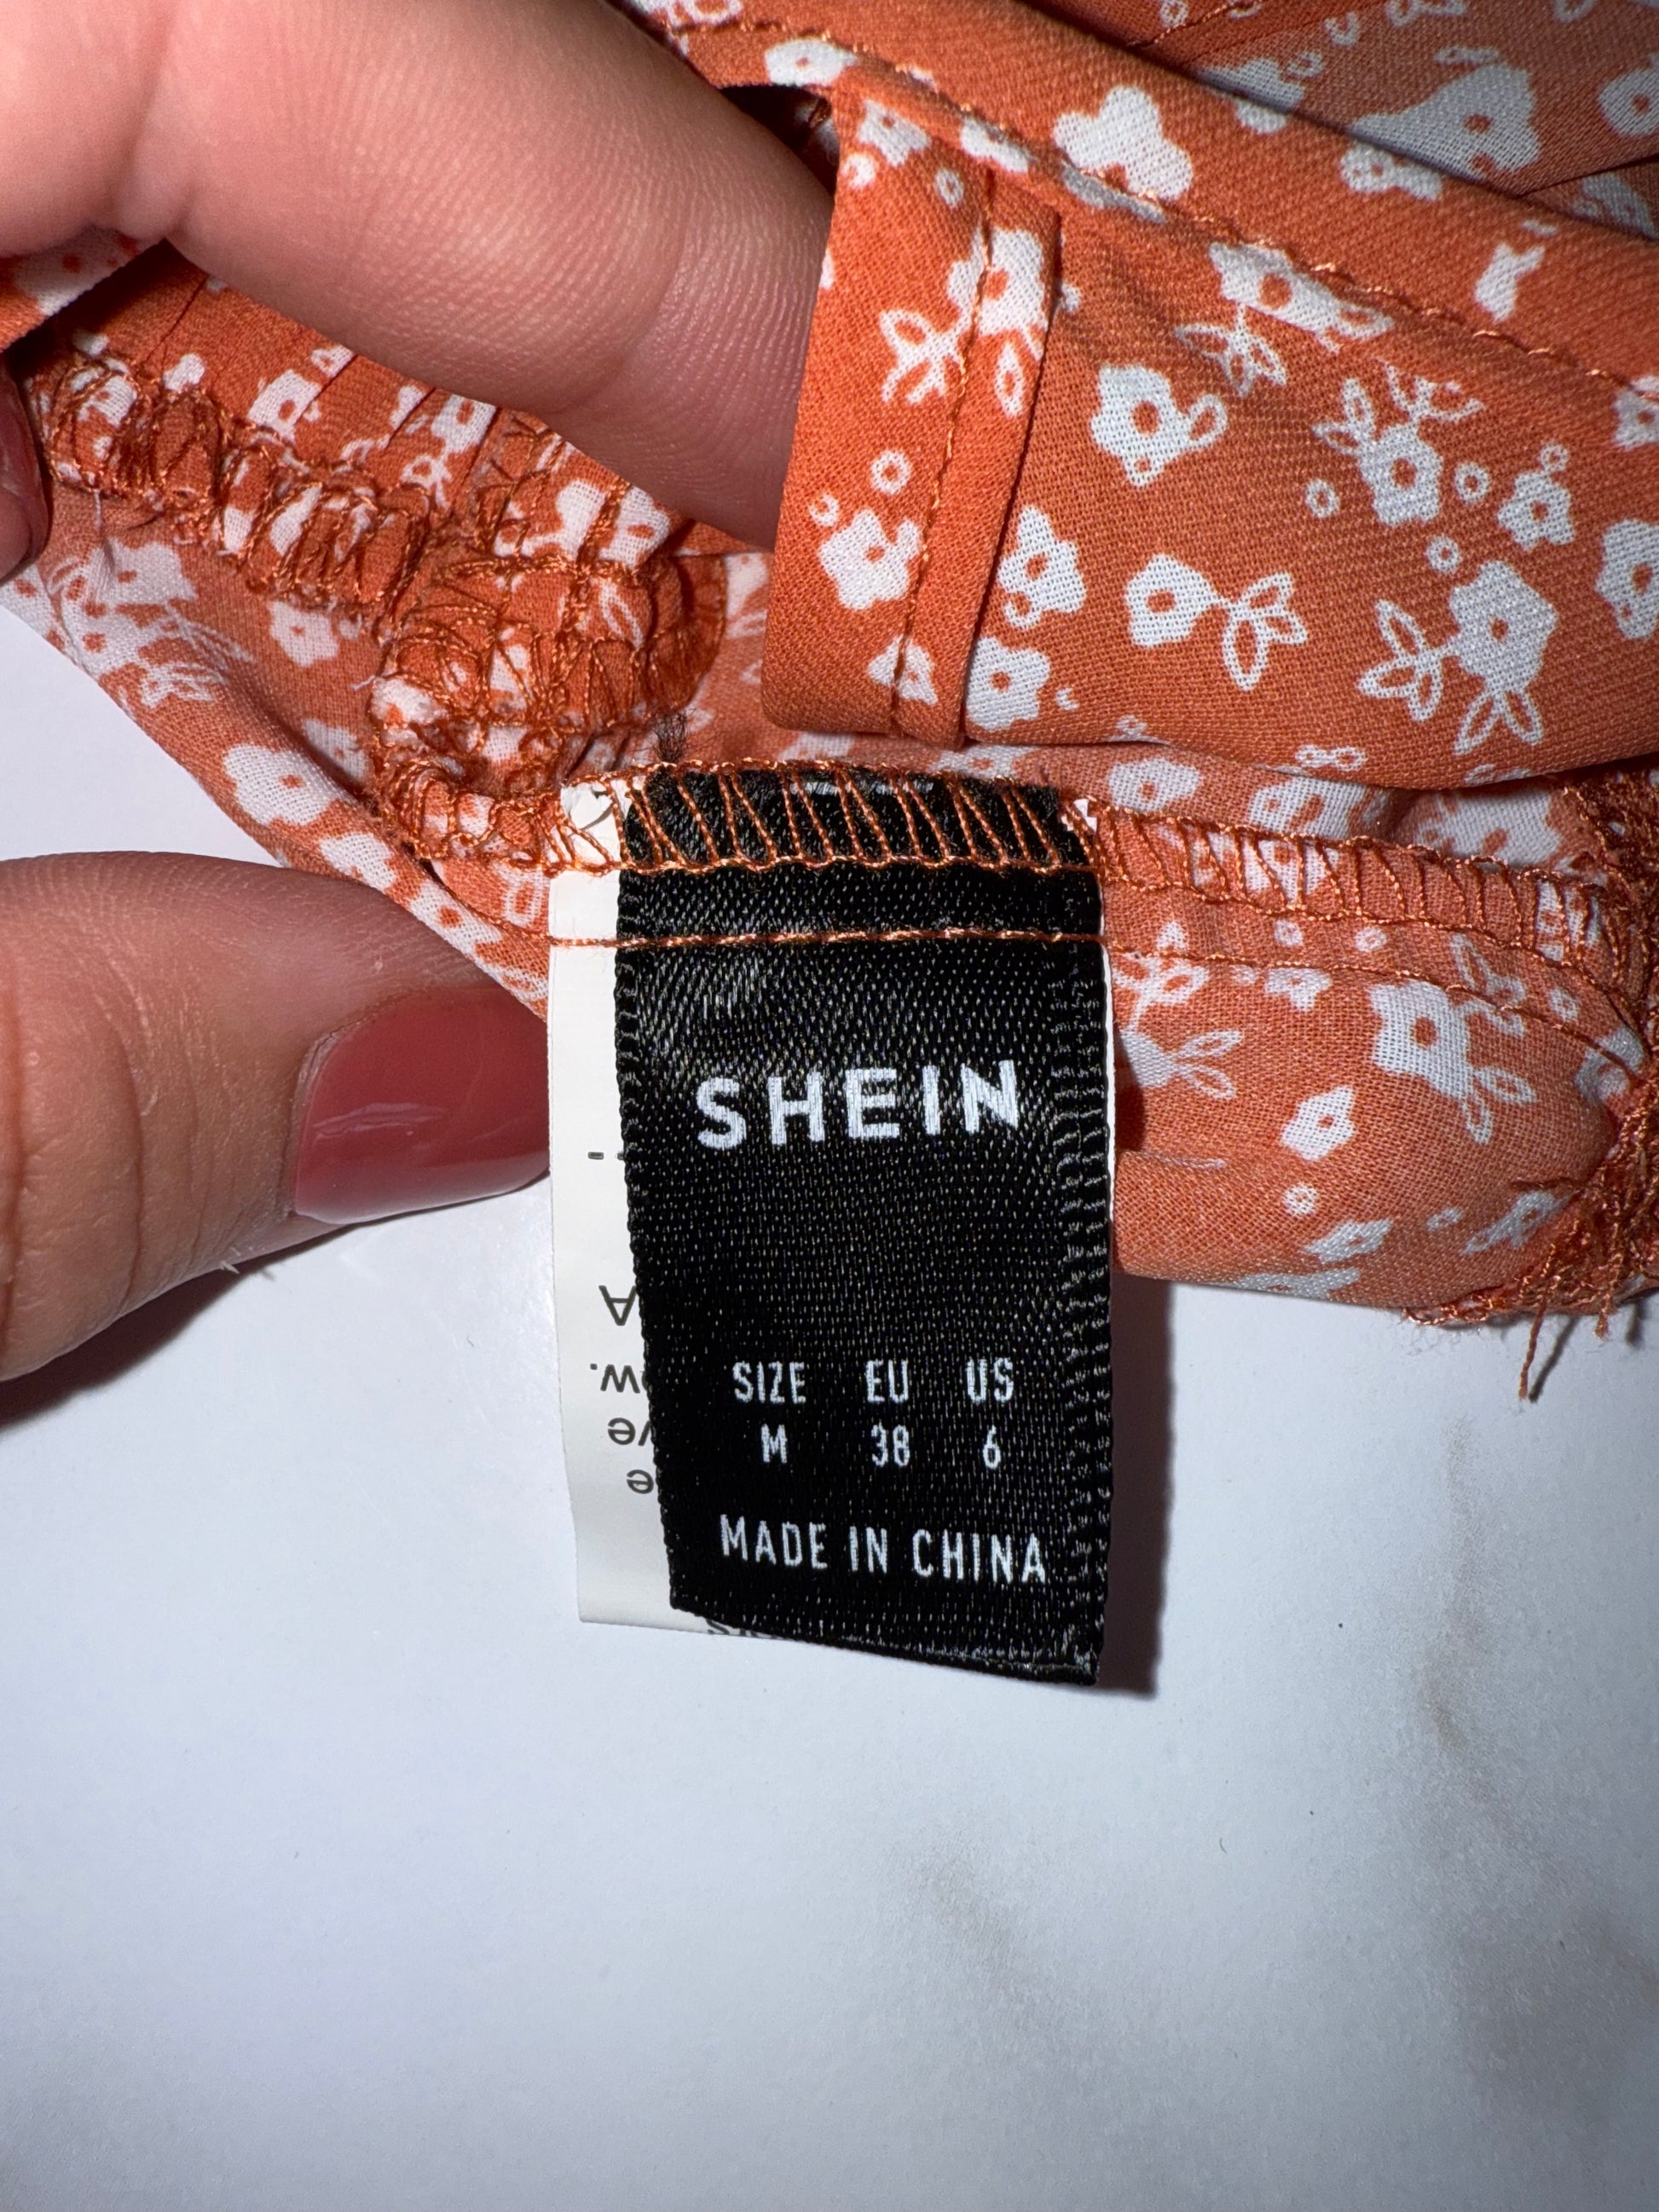 SHEIN
SIZE EU US
M 38 6
MADE IN CHINA